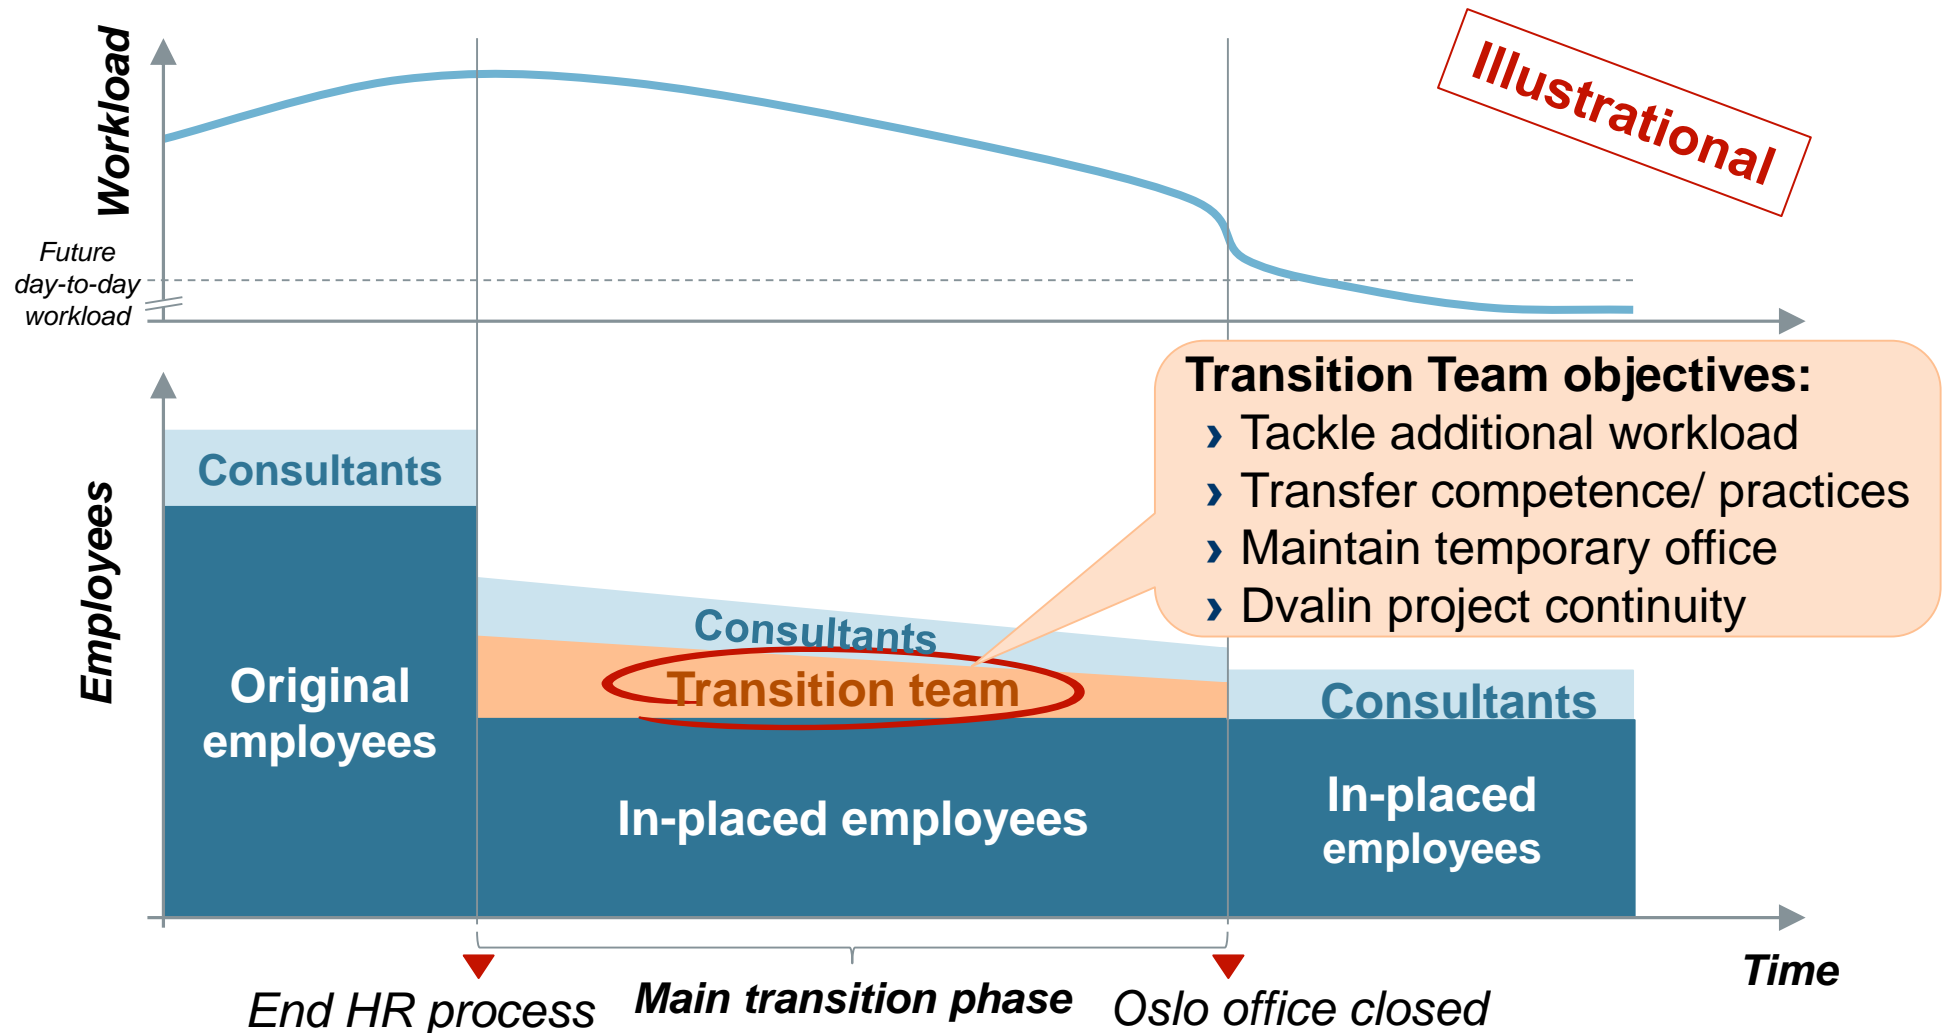 Workload
Illustrational
Future
day-to-day
workload
Transition Team objectives:
› Tackle additional workload
› Transfer competence/ practices
› Maintain temporary office
› Dvalin project continuity
Employees
Consultants
Original
employees
Consultants
Transition team
In-placed employees
Consultants
In-placed
employees
Time
End HR process
Main transition phase
Oslo office closed